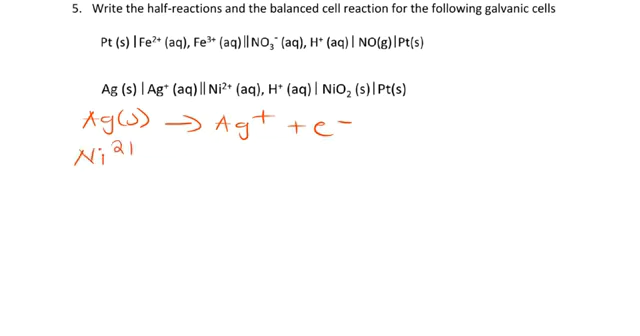 5. Write the half-reactions and the balanced cell reaction for the following galvanic cells
Pt (s) | Fe²⁺ (aq), Fe³⁺ (aq) || NO₃⁻ (aq), H⁺ (aq) | NO(g) | Pt(s)
Ag (s) | Ag⁺ (aq) || Ni²⁺ (aq), H⁺ (aq) | NiO₂ (s) | Pt(s)
Ag(s) → Ag⁺ + e⁻
Ni²¹